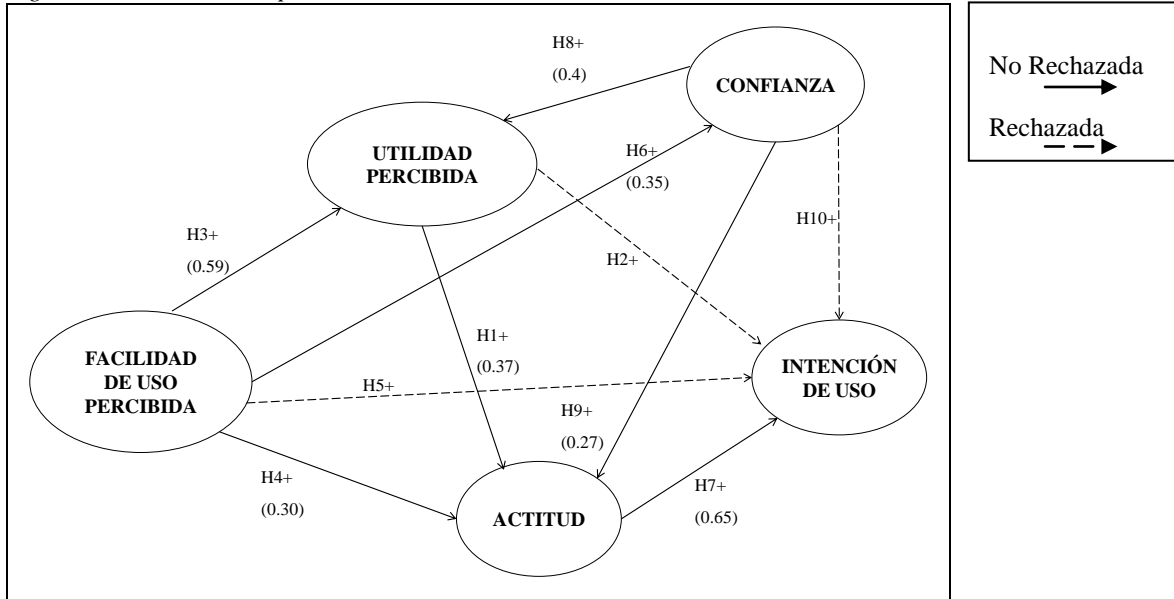 H8+
(0.4)
CONFIANZA
No Rechazada
Rechazada
UTILIDAD
PERCIBIDA
H6+
(0.35)
H10+
H3+
(0.59)
H2+
H1+
(0.37)
FACILIDAD
DE USO
PERCIBIDA
INTENCIÓN
DE USO
H5+
H9+
(0.27)
H4+
(0.30)
ACTITUD
H7+
(0.65)